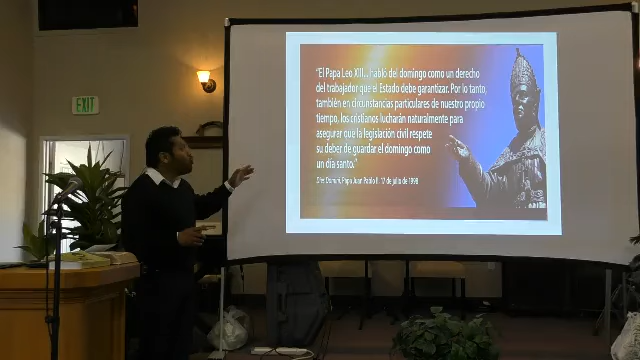 EXIT
"El Papa Leo XIII... habló del domingo como un derecho
del trabajador que el Estado debe garantizar. Por lo tanto,
también en circunstancias particulares de nuestro propio
tiempo, los cristianos lucharán naturalmente para
asegurar que la legislación civil respete
su deber de guardar el domingo como
un día santo."
Dies Domini, Papa Juan Pablo II. 17 de julio de 1998